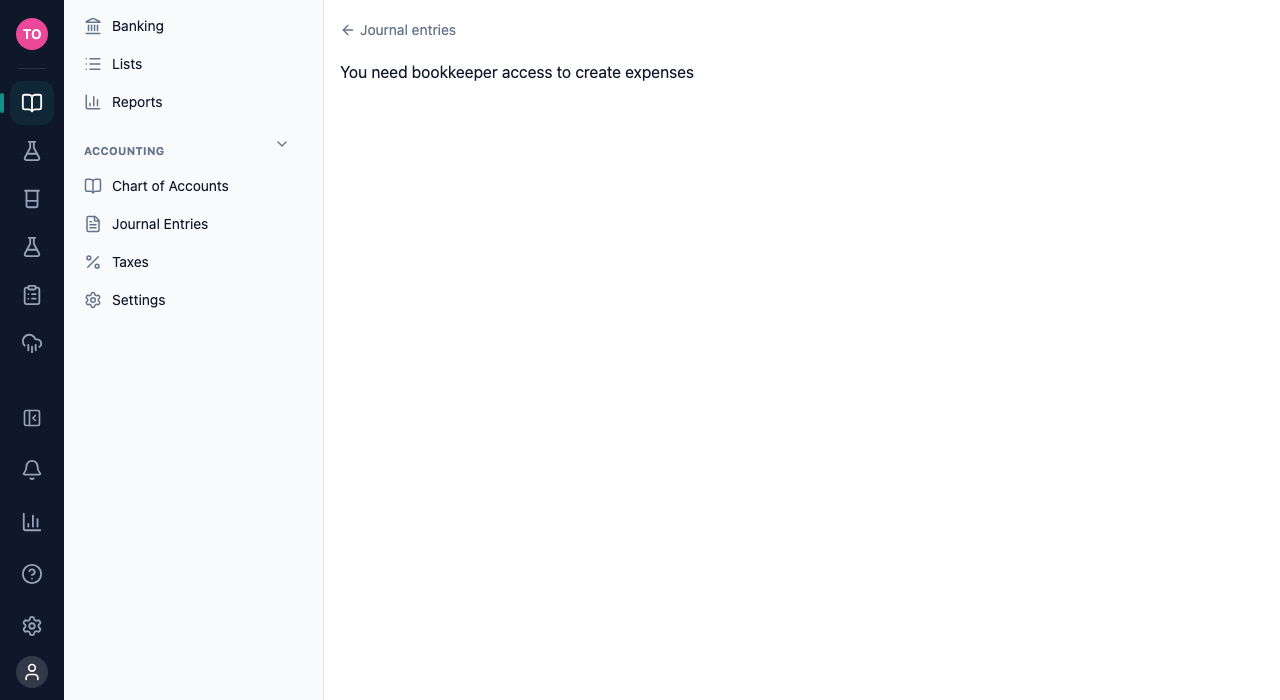 TO
Banking
Lists
Reports
ACCOUNTING
Chart of Accounts
Journal Entries
Taxes
Settings
Journal entries
You need bookkeeper access to create expenses